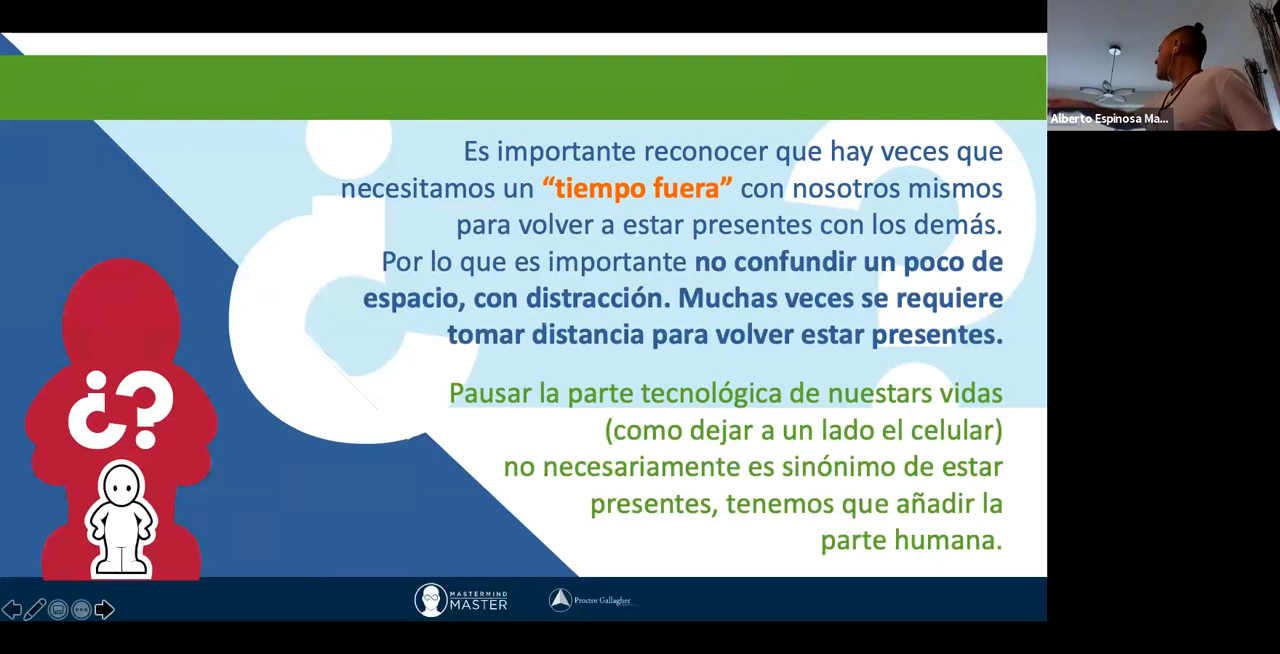 Es importante reconocer que hay veces que
necesitamos un “tiempo fuera” con nosotros mismos
para volver a estar presentes con los demás.
Por lo que es importante no confundir un poco de
espacio, con distracción. Muchas veces se requiere
tomar distancia para volver estar presentes.
Pausar la parte tecnológica de nuestars vidas
(como dejar a un lado el celular)
no necesariamente es sinónimo de estar
presentes, tenemos que añadir la
parte humana.
¿?
¿?
MASTERMIND
MASTER
Proctor Gallagher
Alberto Espinosa Ma...